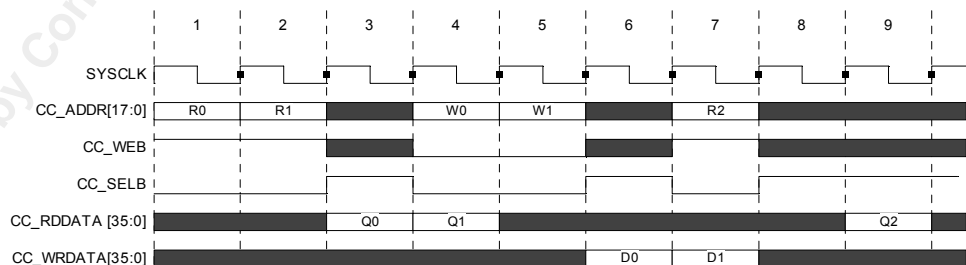 1 2 3 4 5 6 7 8 9
SYSCLK
CC_ADDR[17:0] R0 R1 W0 W1 R2
CC_WEB
CC_SELB
CC_RDDATA [35:0] Q0 Q1 Q2
CC_WRDATA[35:0] D0 D1